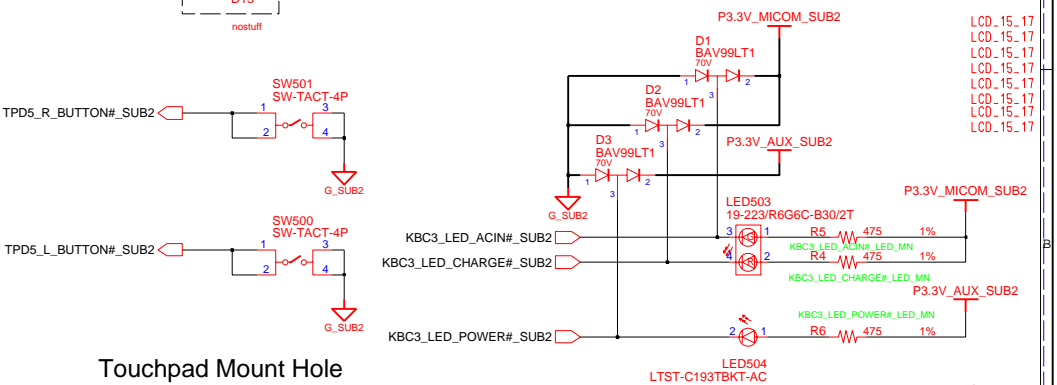 nostuff
SW501
SW-TACT-4P
TPD5_R_BUTTON#_SUB2
1
3
2
4
G_SUB2
SW500
SW-TACT-4P
TPD5_L_BUTTON#_SUB2
1
3
2
4
G_SUB2
Touchpad Mount Hole
P3.3V_MICOM_SUB2
D1
BAV99LT1
70V
1
2
3
D2
BAV99LT1
70V
1
2
3
P3.3V_AUX_SUB2
D3
BAV99LT1
70V
1
2
3
G_SUB2
P3.3V_MICOM_SUB2
LED503
19-223/R6G6C-B30/2T
KBC3_LED_ACIN#_SUB2
3
1
R5
475
1%
KBC3_LED_ACIN#_LED_MN
KBC3_LED_CHARGE#_SUB2
4
2
R4
475
1%
KBC3_LED_CHARGE#_LED_MN
P3.3V_AUX_SUB2
KBC3_LED_POWER#_LED_MN
KBC3_LED_POWER#_SUB2
2
1
R6
475
1%
LED504
LTST-C193TBKT-AC
LCD_15_17
LCD_15_17
LCD_15_17
LCD_15_17
LCD_15_17
LCD_15_17
LCD_15_17
LCD_15_17
B